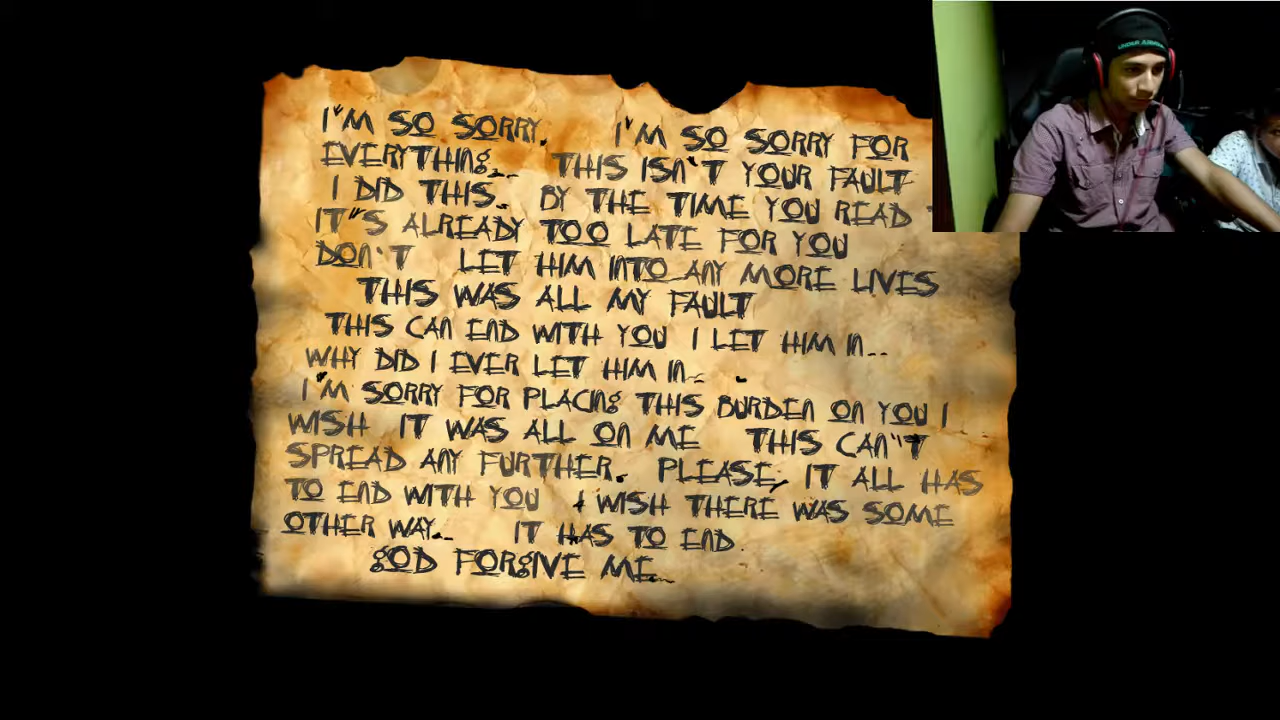 I'M SO SORRY. I'M SO SORRY FOR
EVERYTHING... THIS ISN'T YOUR FAULT
I DID THIS. BY THE TIME YOU READ
IT"S ALREADY TOO LATE FOR YOU
DON'T LET HIM INTO ANY MORE LIVES
THIS WAS ALL MY FAULT
THIS CAN END WITH YOU I LET HIM IN..
WHY DID I EVER LET HIM IN..
I'M SORRY FOR PLACING THIS BURDEN ON YOU I
WISH IT WAS ALL ON ME THIS CAN"T
SPREAD ANY FURTHER. PLEASE, IT ALL HAS
TO END WITH YOU I WISH THERE WAS SOME
OTHER WAY... IT HAS TO END
GOD FORGIVE ME...
UNDER ARMOUR